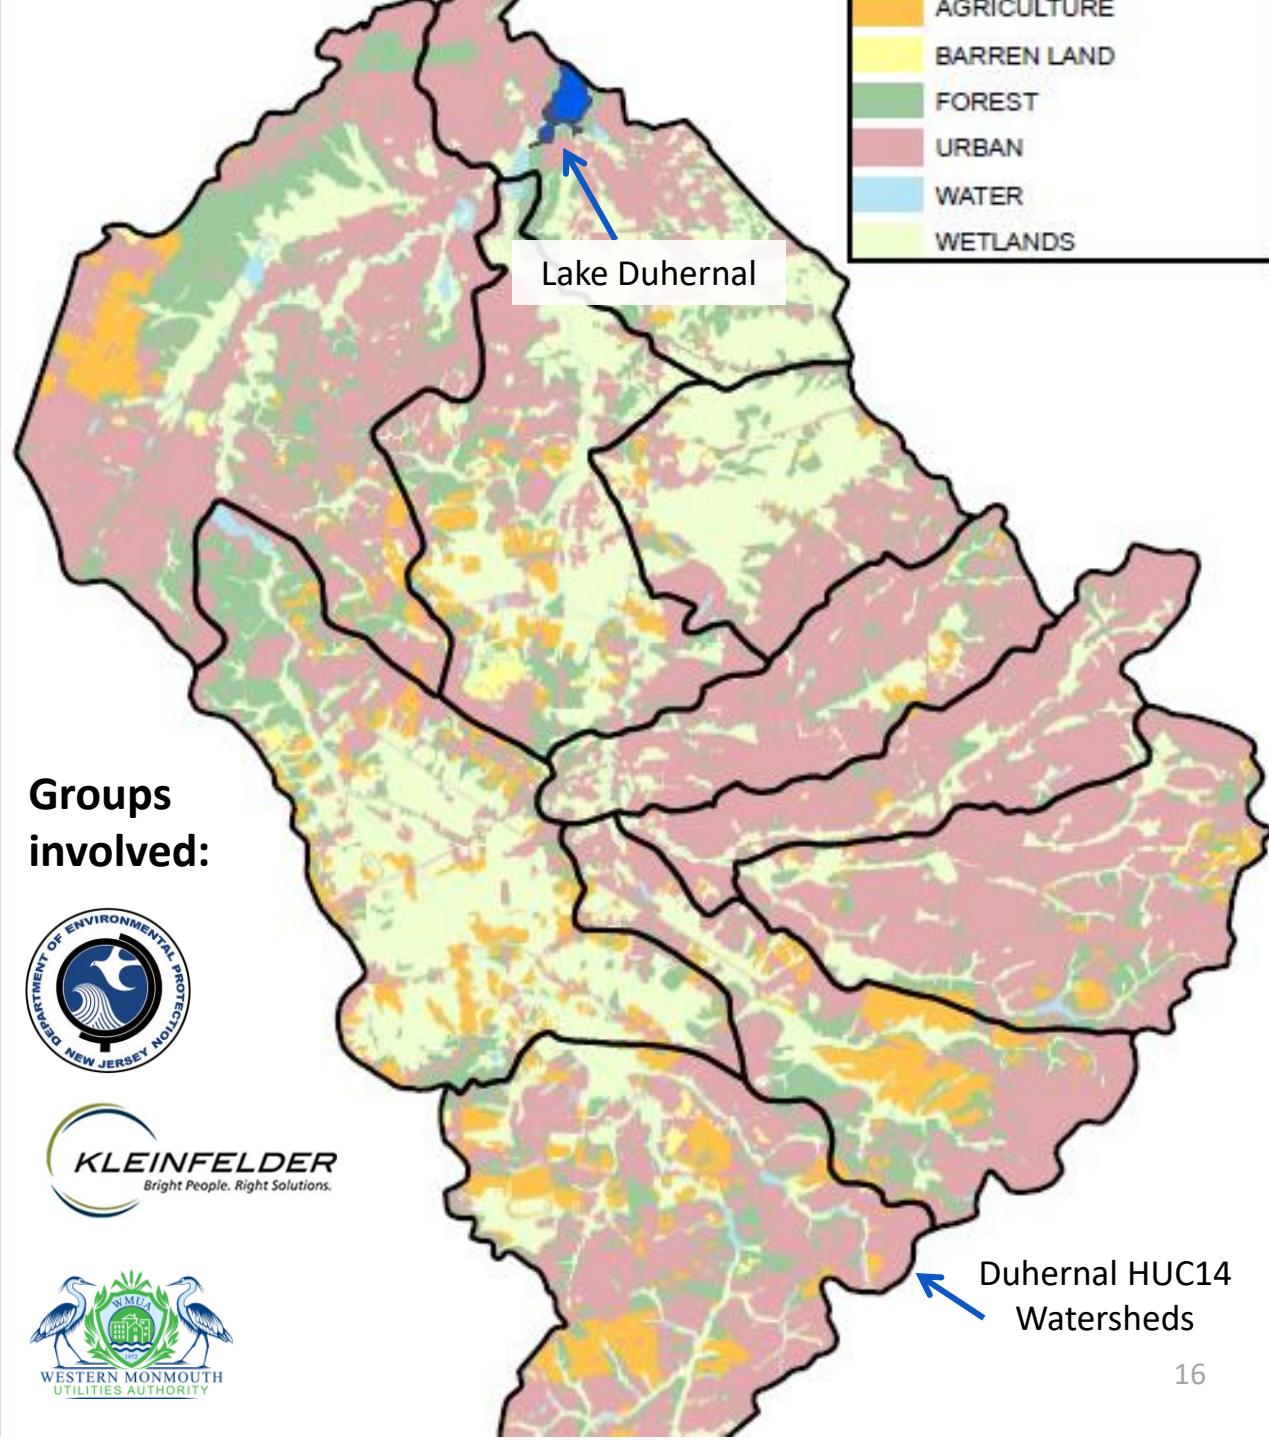 AGRICULTURE
BARREN LAND
FOREST
URBAN
WATER
WETLANDS
Lake Duhernal
Groups
involved:
DEPARTMENT OF ENVIRONMENTAL PROTECTION
NEW JERSEY
KLEINFELDER
Bright People. Right Solutions.
WMUA
1972
WESTERN MONMOUTH
UTILITIES AUTHORITY
Duhernal HUC14
Watersheds
16